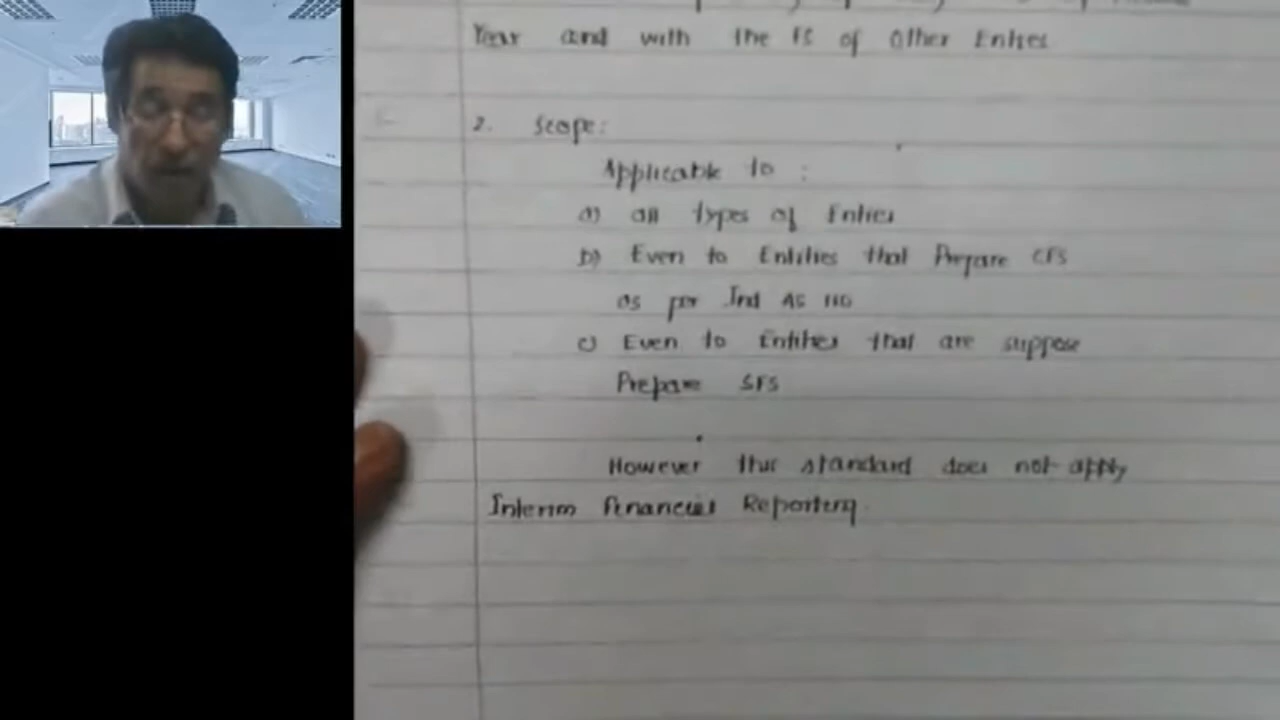 Year and with the FS of Other Enties
2. Scope:
Applicable to :
a) all types of Enties
b) Even to Entities that Prepare CFS
as per Ind AS 110
c) Even to Entities that are suppose
Prepare SFS
However this standard does not apply
Interim Financial Reporting